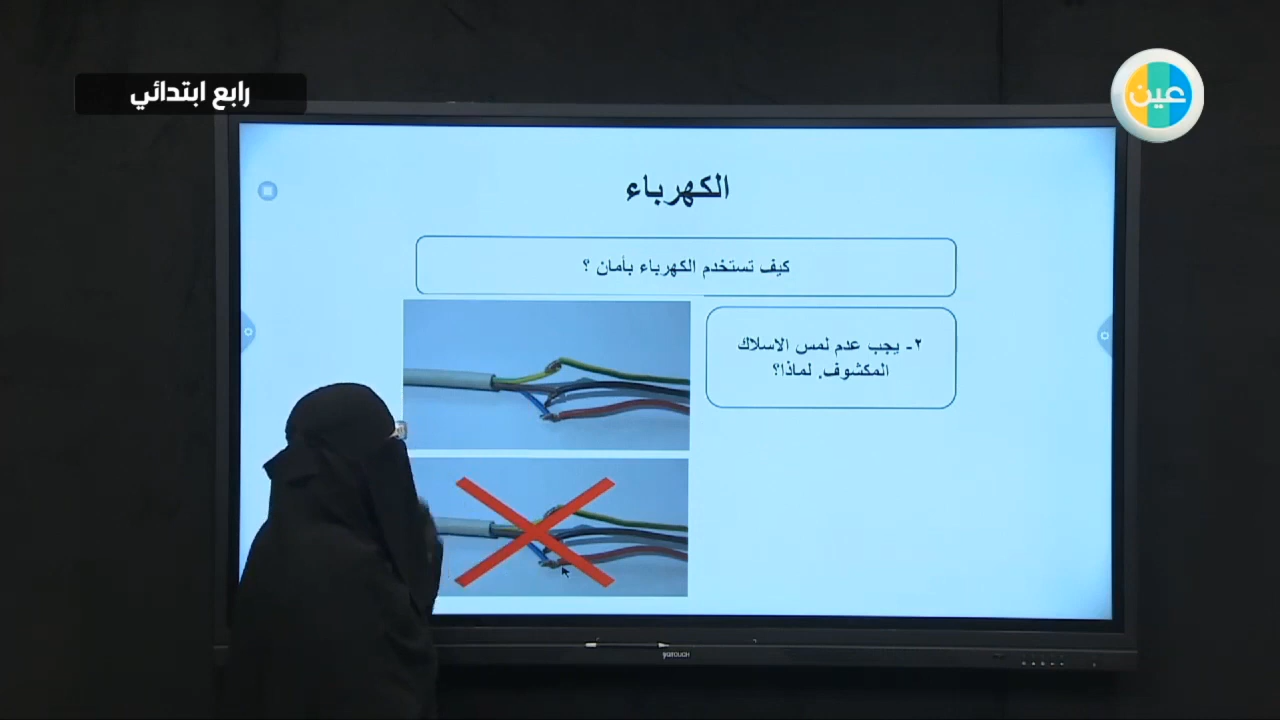 رابع ابتدائي
عين
الكهرباء
كيف تستخدم الكهرباء بأمان ؟
٢- يجب عدم لمس الاسلاك
المكشوف. لماذا؟